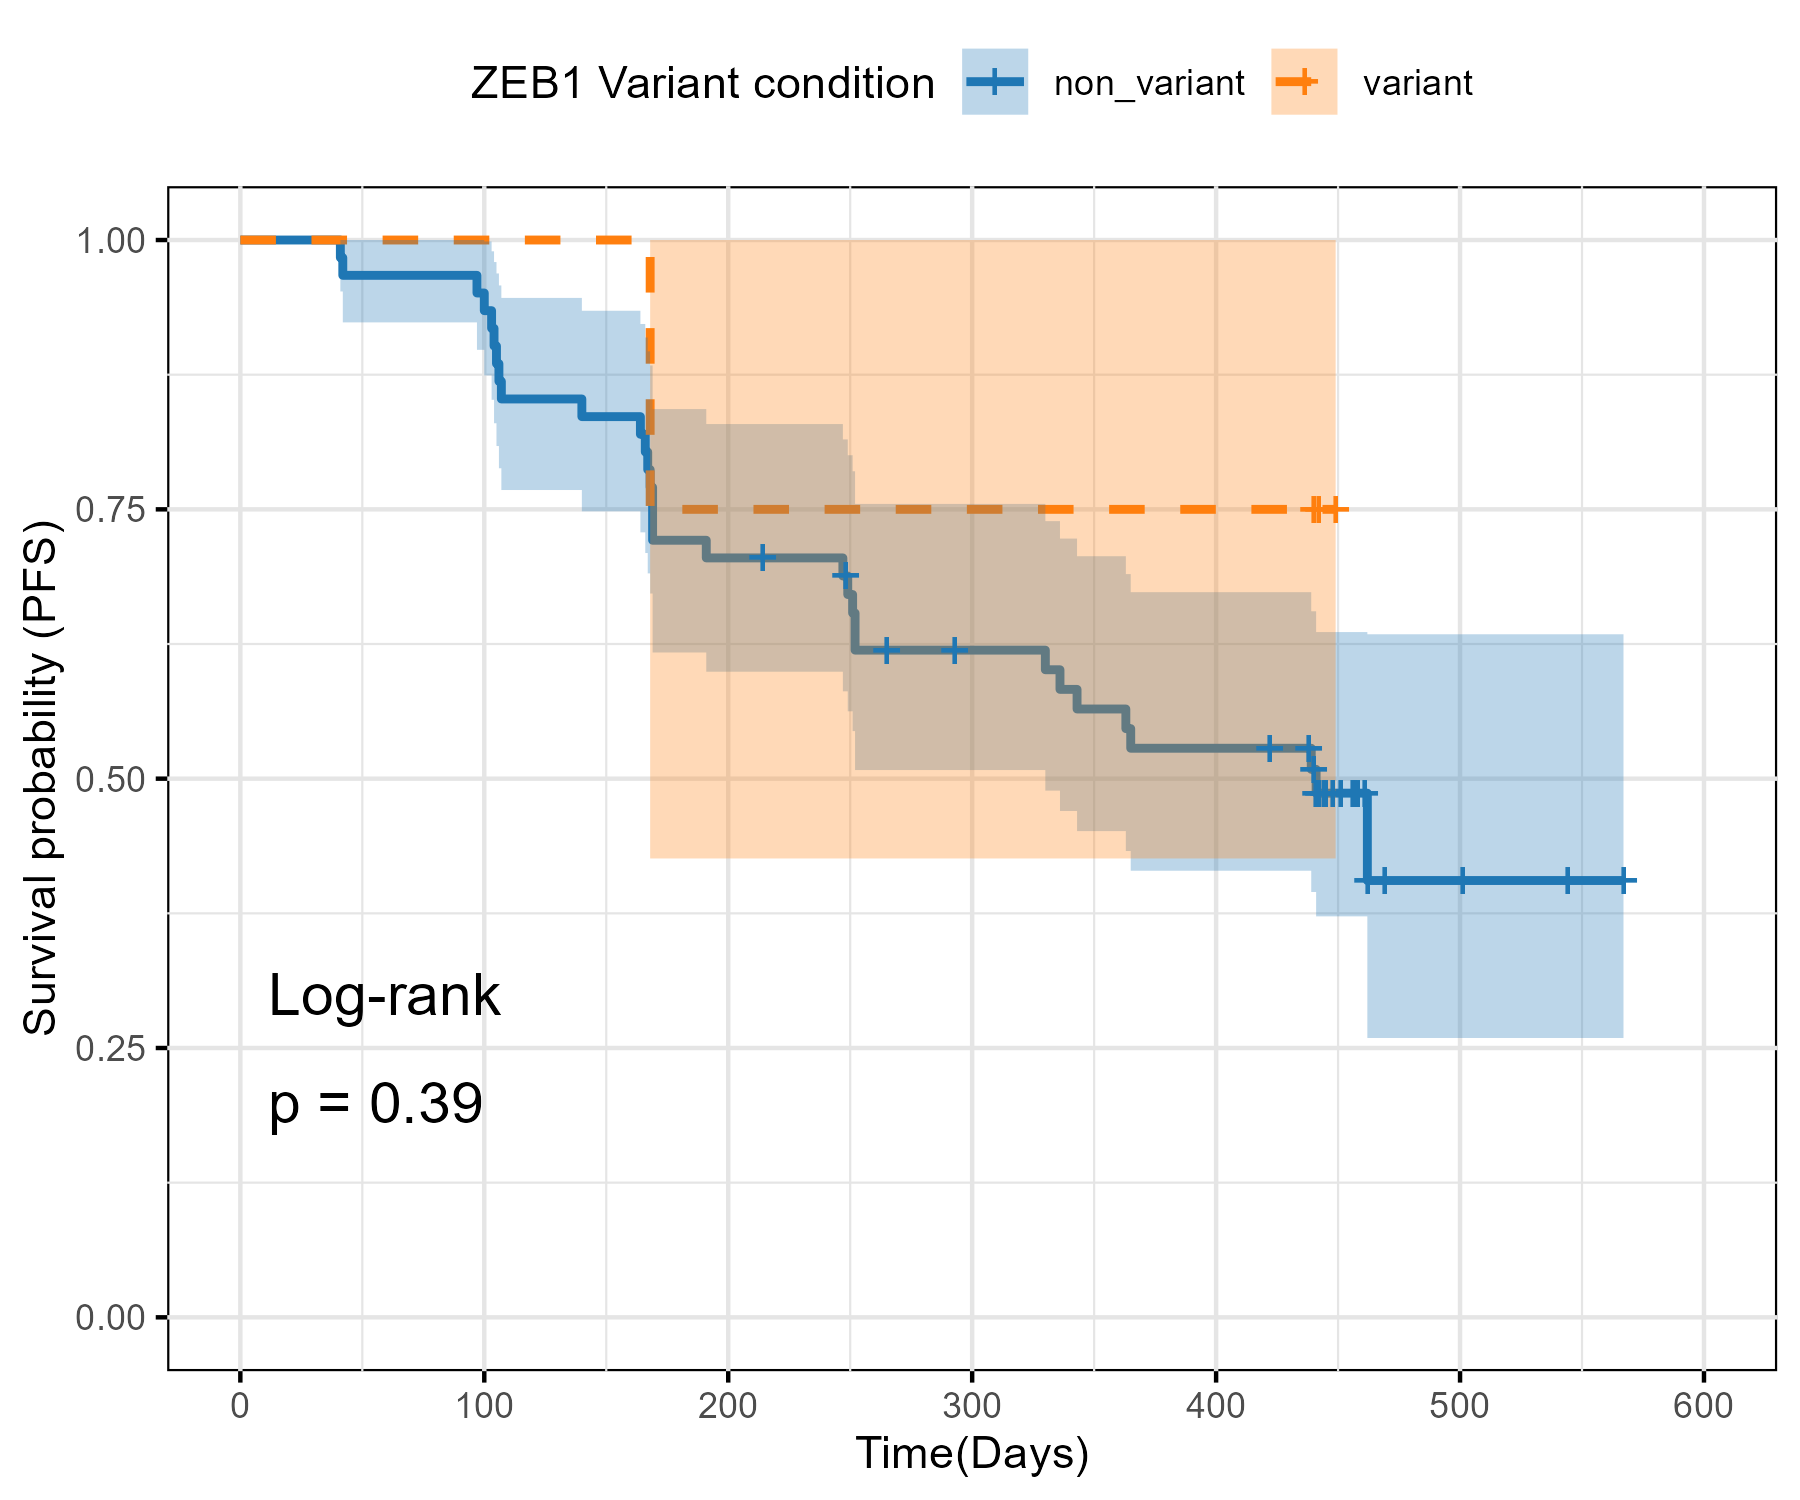 ZEB1 Variant condition non_variant variant
Survival probability (PFS)
1.00
0.75
0.50
0.25
0.00
Log-rank
p = 0.39
0 100 200 300 400 500 600
Time(Days)